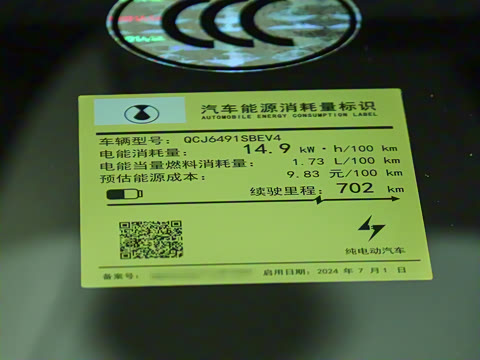 CCC
汽车能源消耗量标识
AUTOMOBILE ENERGY CONSUMPTION LABEL
车辆型号： QCJ6491SBEV4
电能消耗量： 14.9 kW·h/100 km
电能当量燃料消耗量： 1.73 L/100 km
预估能源成本： 9.83 元/100 km
续驶里程： 702 km
纯电动汽车
备案号：
启用日期：2024 年 7 月 1 日